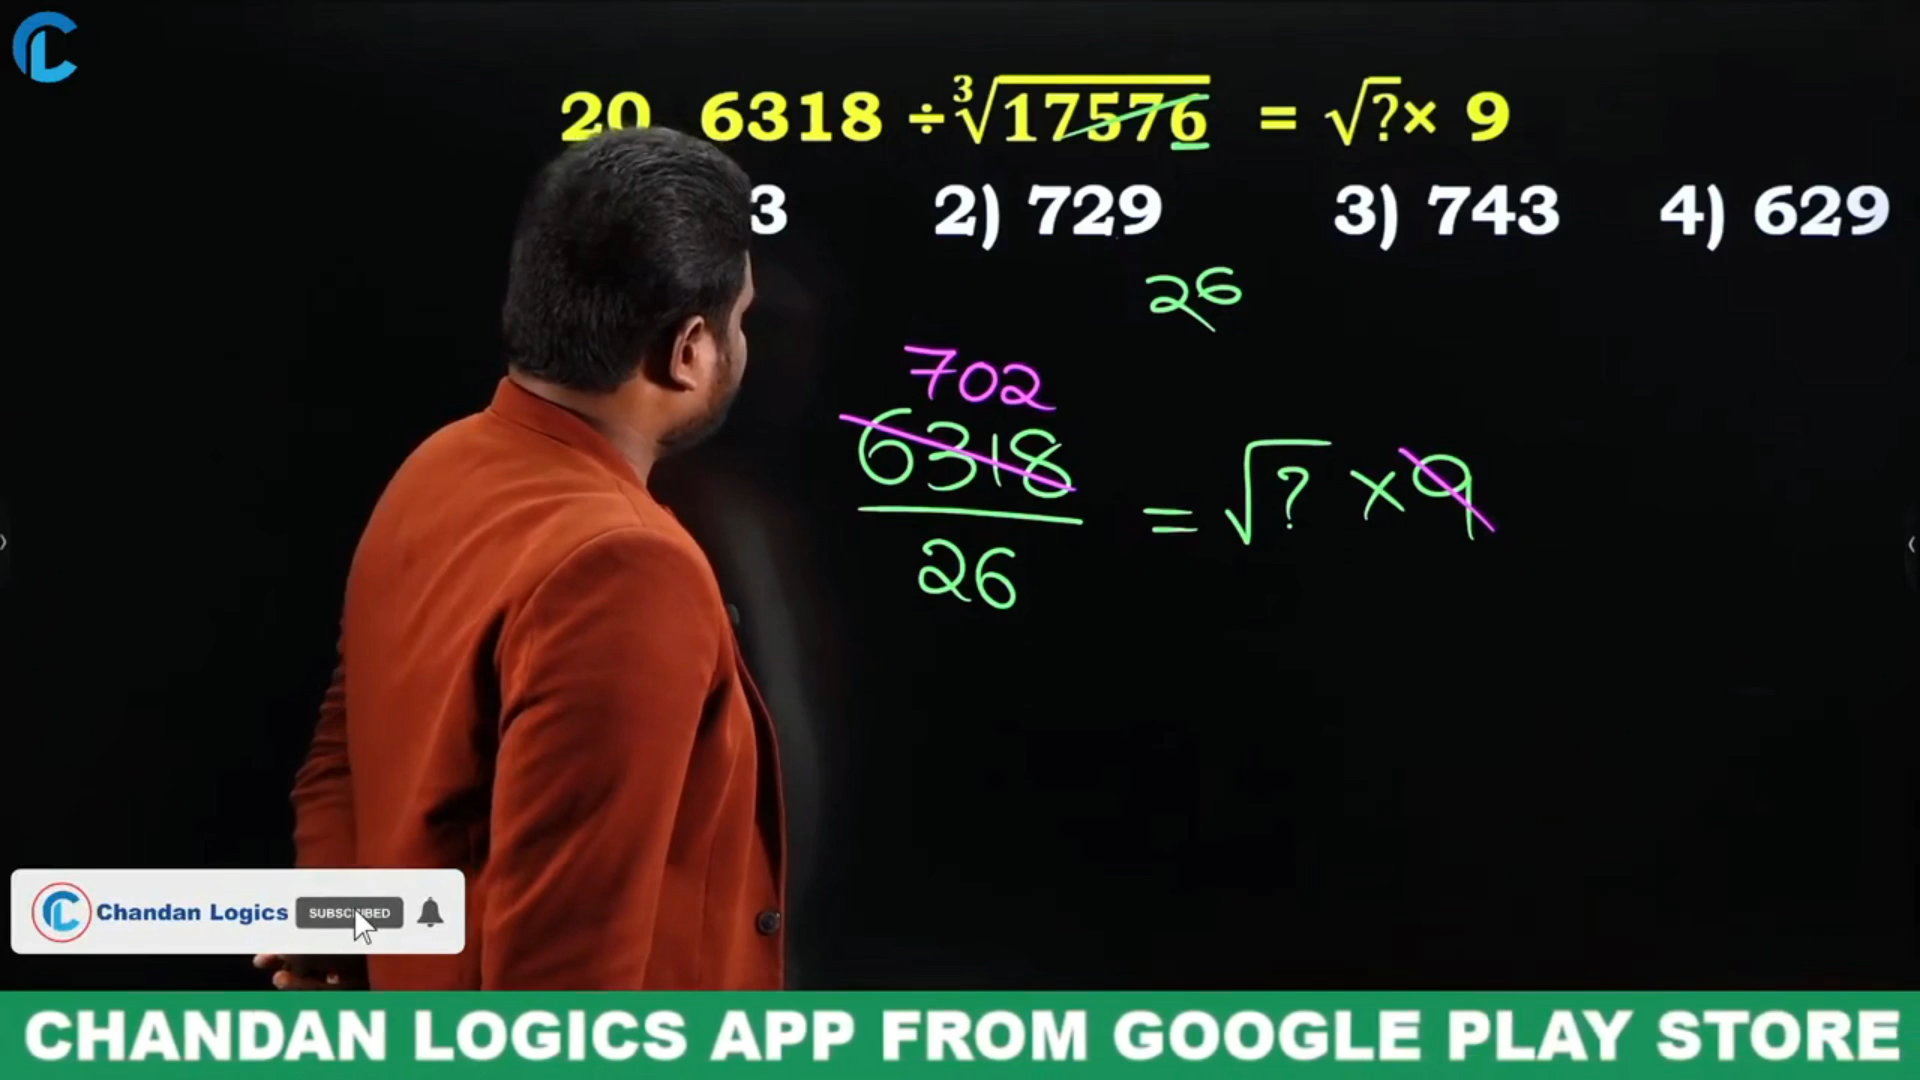 20 6318 ÷ ∛17576 = √? × 9
3 2) 729 3) 743 4) 629
26
702
6318
26
= √? × 9
Chandan Logics SUBSCRIBED
CHANDAN LOGICS APP FROM GOOGLE PLAY STORE